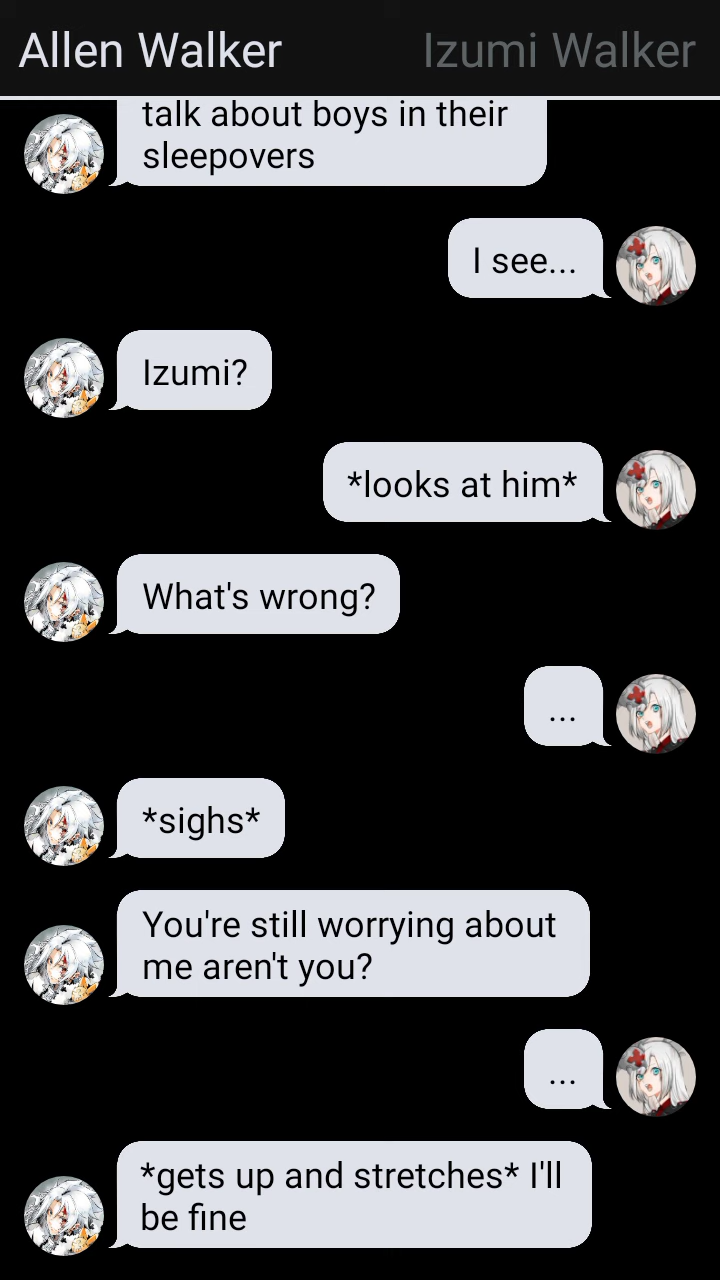 Allen Walker
Izumi Walker
talk about boys in their
sleepovers
I see...
Izumi?
*looks at him*
What's wrong?
...
*sighs*
You're still worrying about
me aren't you?
...
*gets up and stretches* I'll
be fine